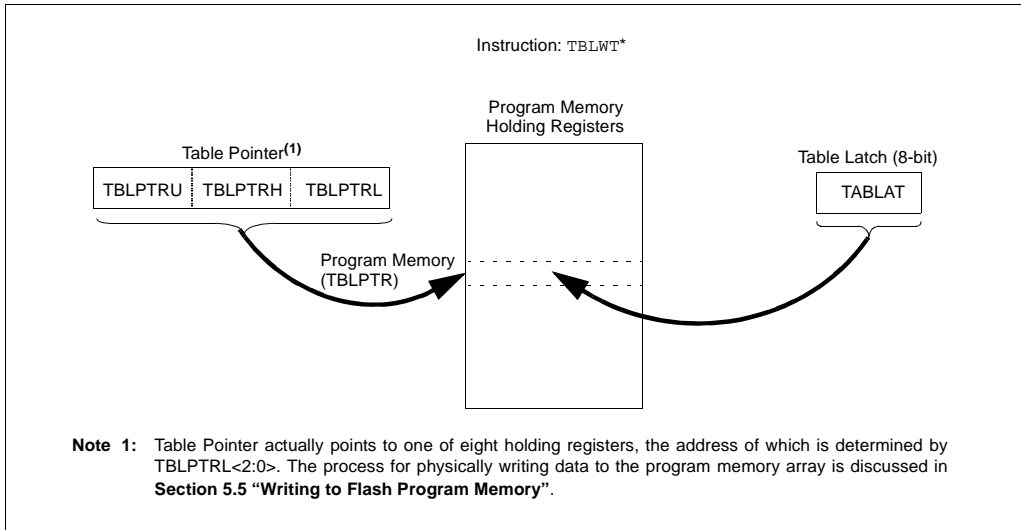 Instruction: TBLWT*
Program Memory
Holding Registers
Table Pointer(1)
Table Latch (8-bit)
TBLPTRU TBLPTRH TBLPTRL
TABLAT
Program Memory
(TBLPTR)
Note 1: Table Pointer actually points to one of eight holding registers, the address of which is determined by
TBLPTRL<2:0>. The process for physically writing data to the program memory array is discussed in
Section 5.5 “Writing to Flash Program Memory”.